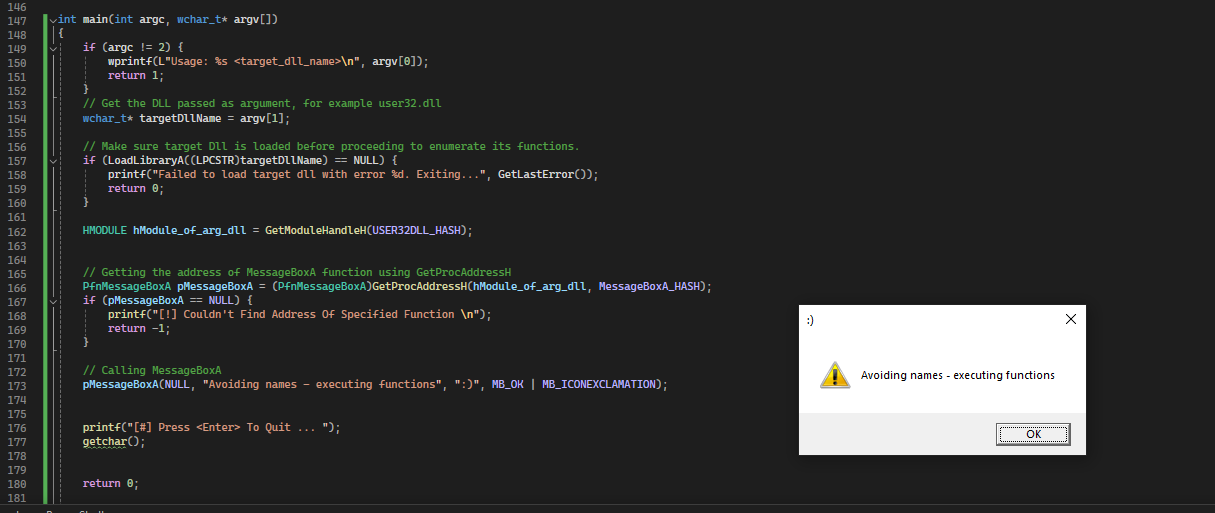 146
147 int main(int argc, wchar_t* argv[])
148 {
149 if (argc != 2) {
150 wprintf(L"Usage: %s <target_dll_name>\n", argv[0]);
151 return 1;
152 }
153 // Get the DLL passed as argument, for example user32.dll
154 wchar_t* targetDllName = argv[1];
155
156 // Make sure target Dll is loaded before proceeding to enumerate its functions.
157 if (LoadLibraryA((LPCSTR)targetDllName) == NULL) {
158 printf("Failed to load target dll with error %d. Exiting...", GetLastError());
159 return 0;
160 }
161
162 HMODULE hModule_of_arg_dll = GetModuleHandleH(USER32DLL_HASH);
163
164
165 // Getting the address of MessageBoxA function using GetProcAddressH
166 PfnMessageBoxA pMessageBoxA = (PfnMessageBoxA)GetProcAddressH(hModule_of_arg_dll, MessageBoxA_HASH);
167 if (pMessageBoxA == NULL) {
168 printf("[!] Couldn't Find Address Of Specified Function \n");
169 return -1;
170 }
171
172 // Calling MessageBoxA
173 pMessageBoxA(NULL, "Avoiding names - executing functions", ":)", MB_OK | MB_ICONEXCLAMATION);
174
175
176 printf("[#] Press <Enter> To Quit ... ");
177 getchar();
178
179
180 return 0;
181
:)
Avoiding names - executing functions
OK